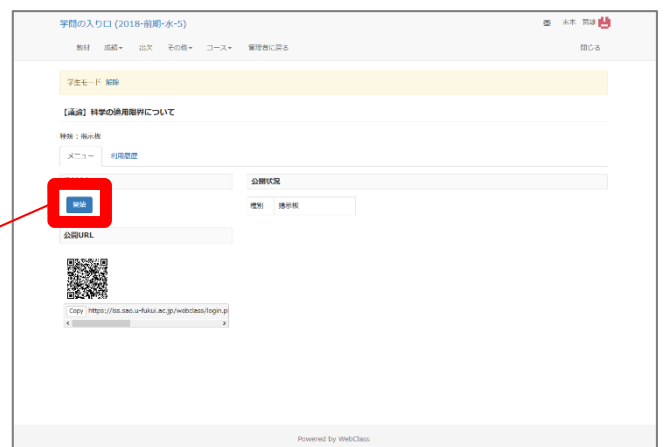 学問の入り口 (2018-前期-水-5)
教材 成績 出欠 その他 コース 管理者に戻る 閉じる
学生モード 解除
【議論】科学の適用限界について
種類：掲示板
メニュー 利用履歴
公開状況
開始
種別 掲示板
公開URL
Copy https://lss.sao.u-fukui.ac.jp/webclass/login.p
Powered by WebClass